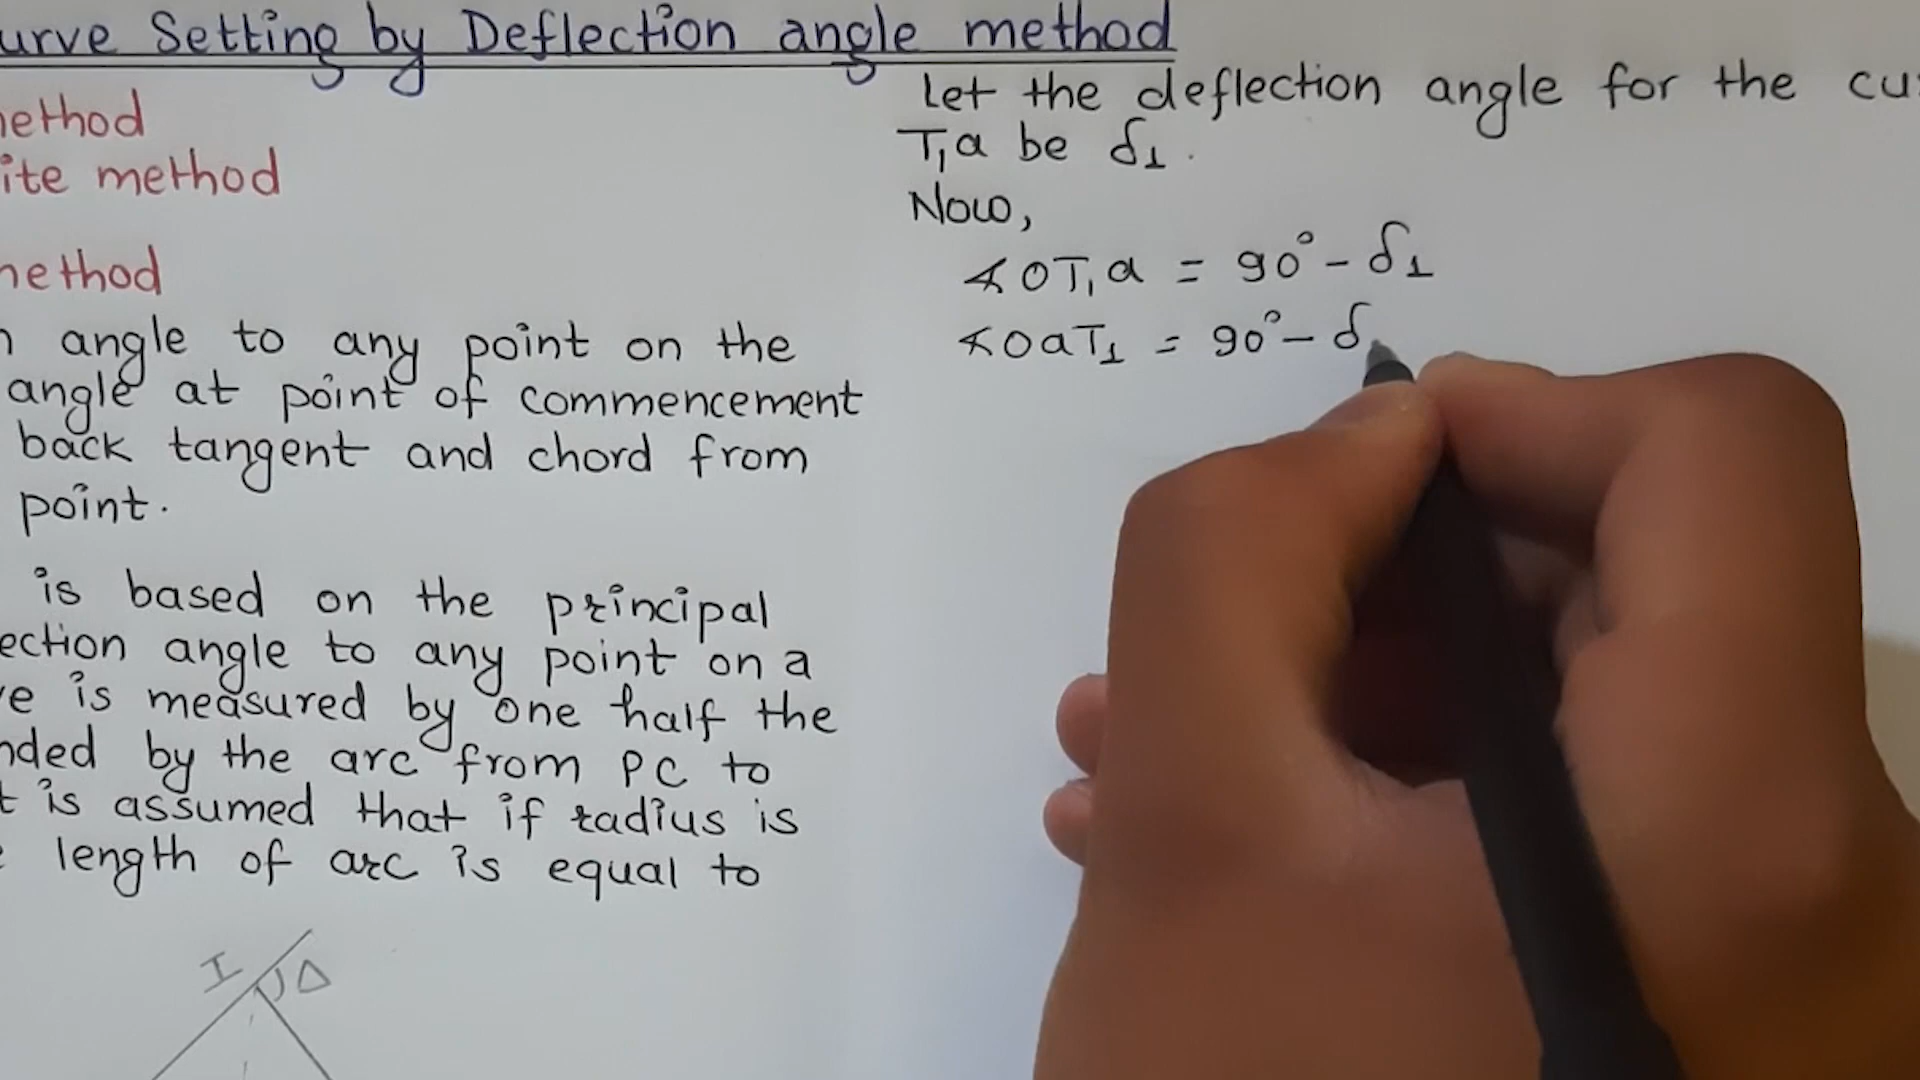 urve Setting by Deflection angle method
ethod
ite method
method
angle to any point on the
angle at point of commencement
back tangent and chord from
point.
is based on the principal
ection angle to any point on a
ve is measured by one half the
nded by the arc from PC to
t is assumed that if radius is
length of arc is equal to
I Δ
Let the deflection angle for the cu
T₁a be δ₁.
Now,
∡OT₁a = 90° - δ₁
∡OaT₁ = 90° - δ